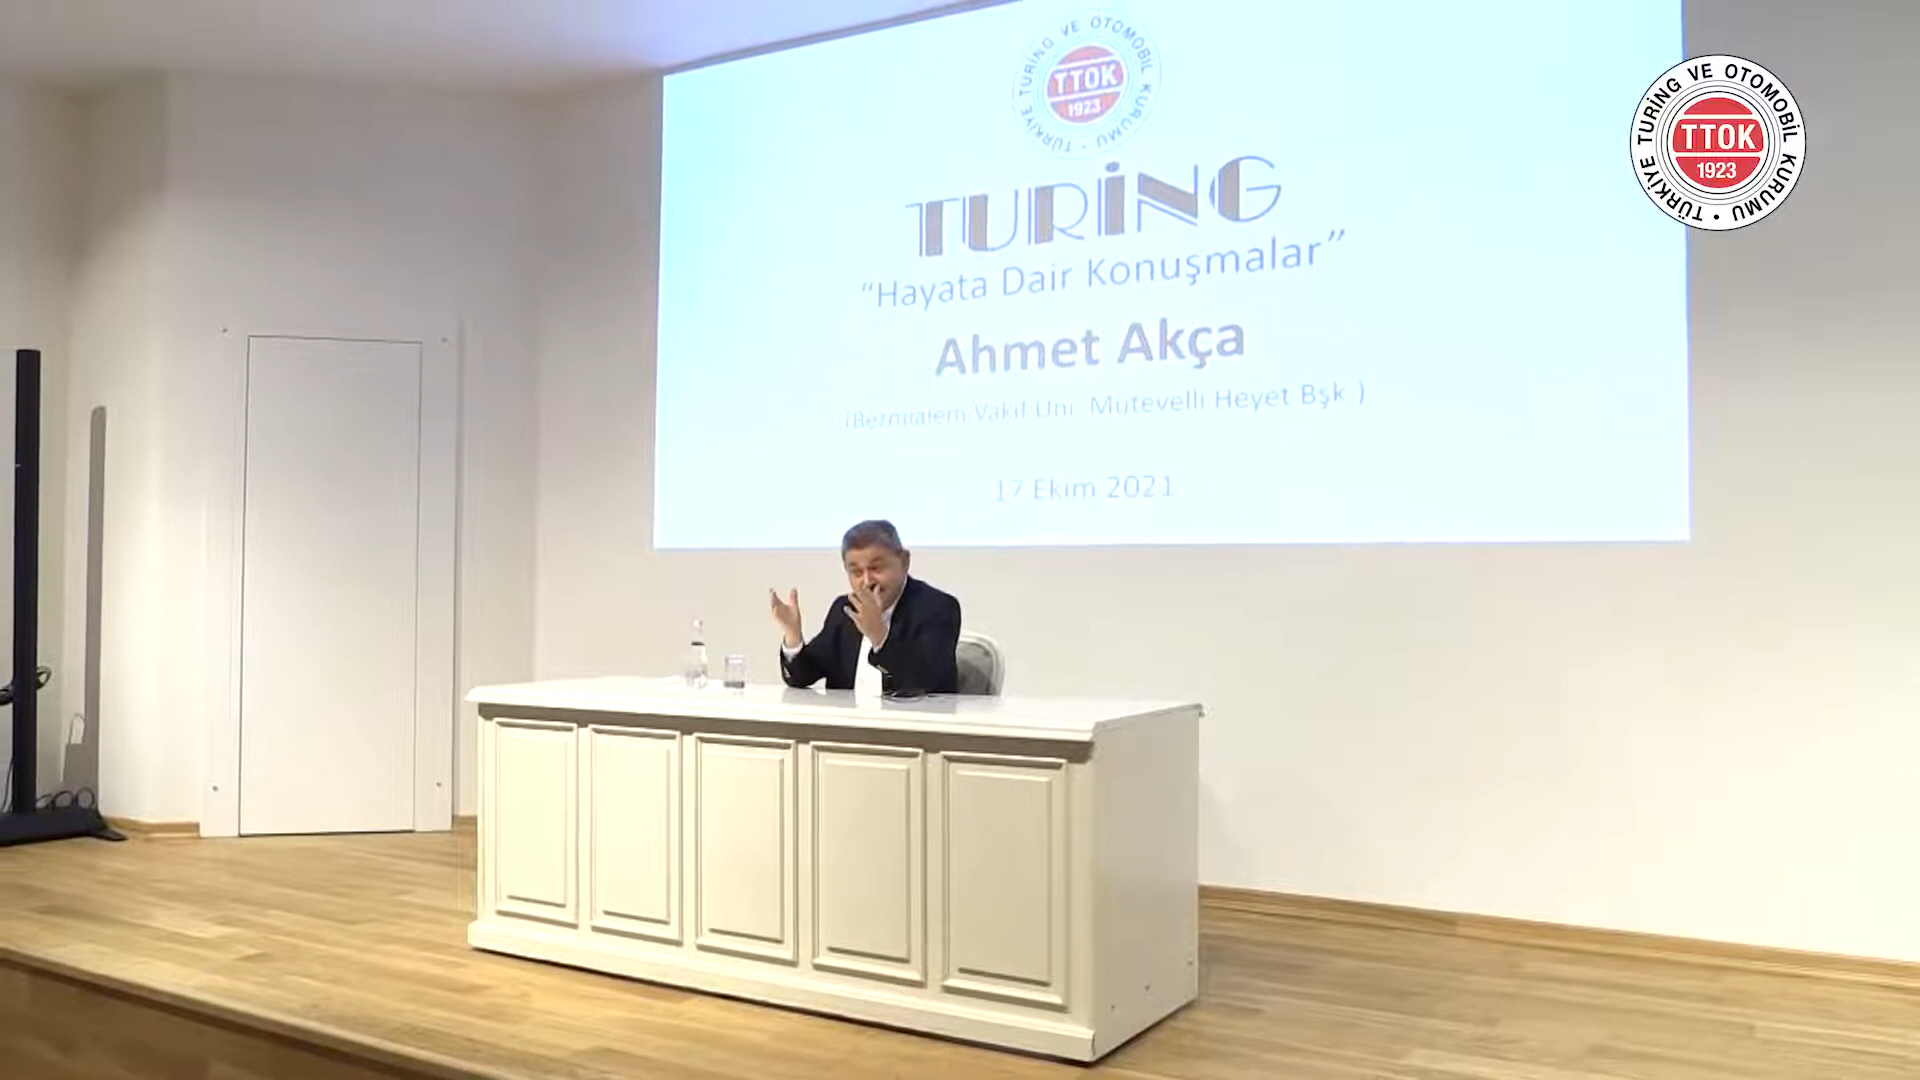 TÜRKİYE TURİNG VE OTOMOBİL KURUMU
TTOK
1923
TURİNG
“Hayata Dair Konuşmalar”
Ahmet Akça
(Bezmialem Vakıf Üni. Mütevelli Heyet Bşk.)
17 Ekim 2021
TÜRKİYE TURİNG VE OTOMOBİL KURUMU
TTOK
1923